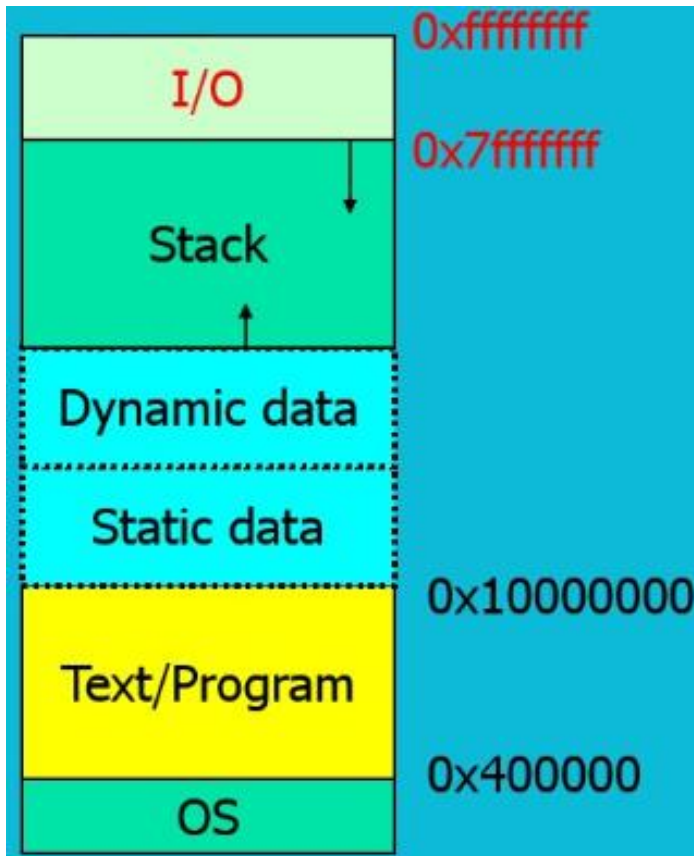 0xffffffff
I/O
0x7fffffff
Stack
Dynamic data
Static data
0x10000000
Text/Program
0x400000
OS